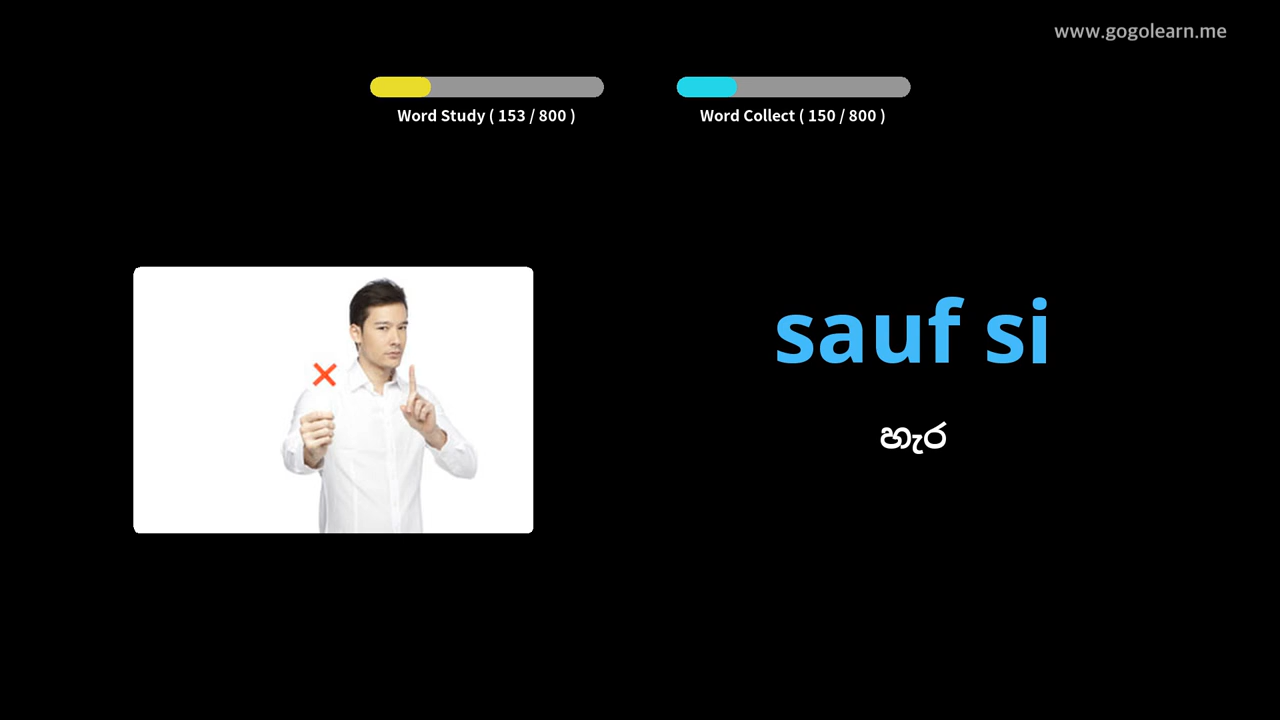 www.gogolearn.me
Word Study ( 153 / 800 )
Word Collect ( 150 / 800 )
sauf si
හැර